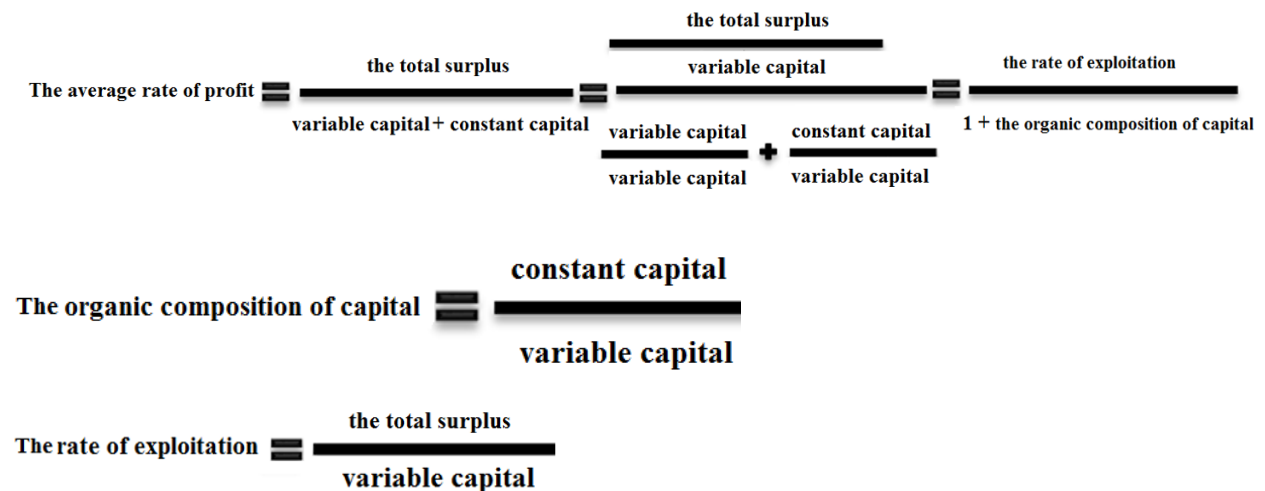 the total surplus
variable capital
The average rate of profit = the total surplus = = the rate of exploitation
variable capital + constant capital
variable capital + constant capital
variable capital variable capital
1 + the organic composition of capital
constant capital
The organic composition of capital =
variable capital
the total surplus
The rate of exploitation =
variable capital